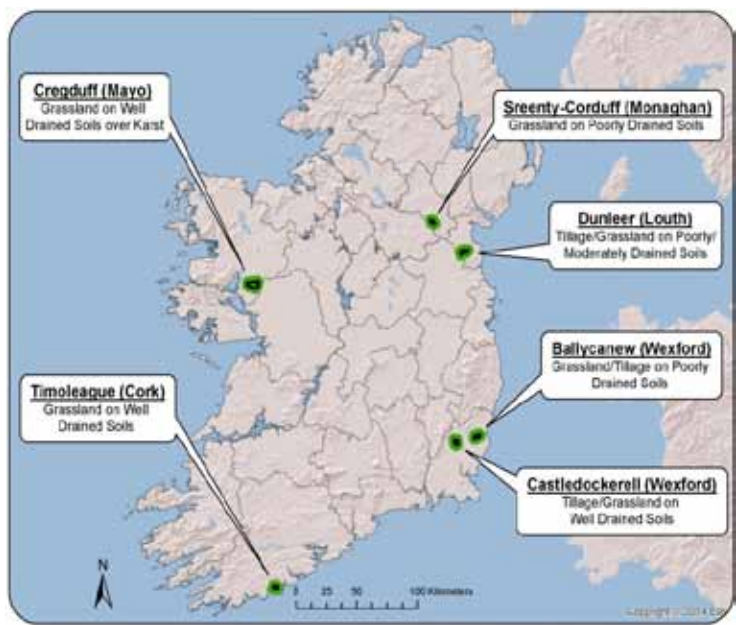 Cregduff (Mayo)
Grassland on Well
Drained Soils over Karst
Sreenty-Corduff (Monaghan)
Grassland on Poorly Drained Soils
Dunleer (Louth)
Tillage/Grassland on Poorly/
Moderately Drained Soils
Ballycanew (Wexford)
Grassland/Tillage on Poorly
Drained Soils
Timoleague (Cork)
Grassland on Well
Drained Soils
Castledockerell (Wexford)
Tillage/Grassland on
Well Drained Soils
N
0 25 50 100 Kilometers
Copyright © 2014